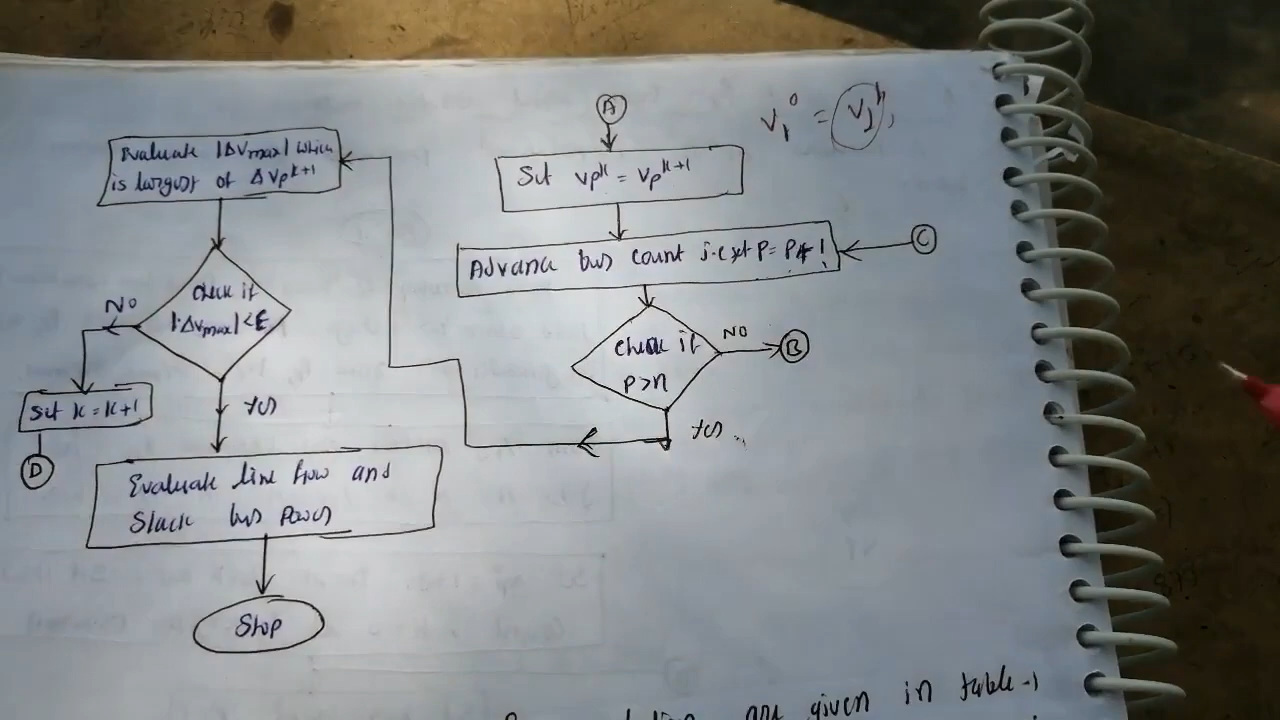 A
V₁⁰ = Vⱼᵏ,
Set Vpᵏ = Vpᵏ⁺¹
Advance bus count i.e set P = P+1
C
Check if
P>n
NO
B
Yes
Evaluate |ΔVmax| which
is largest of ΔVpᵏ⁺¹
Check if
|ΔVmax| < ε
NO
Set K = K+1
D
Yes
Evaluate line flow and
Slack bus Power
Stop
are given in table-1